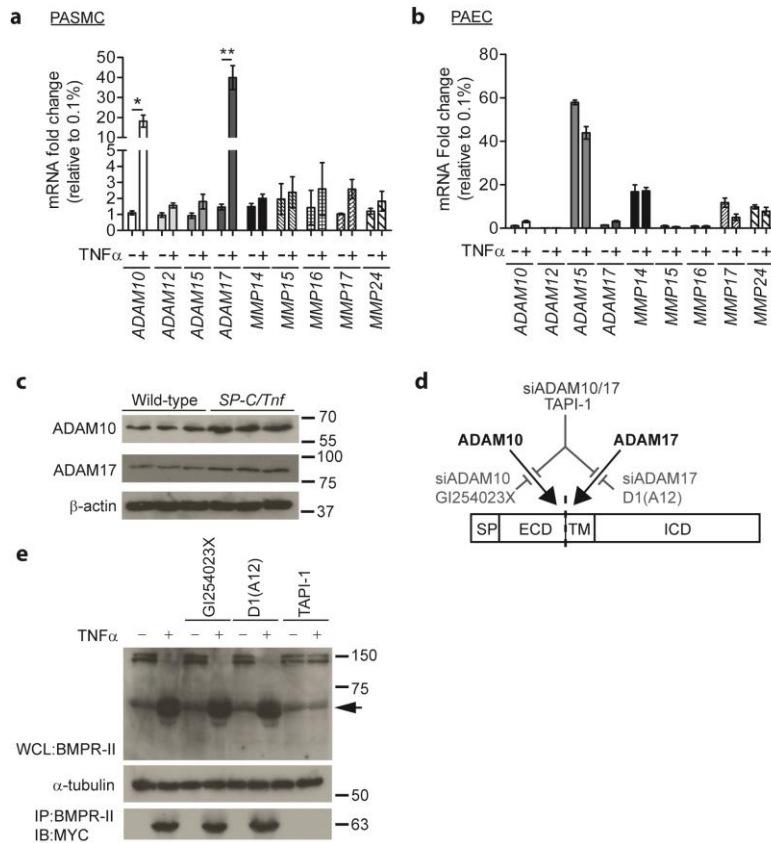 a PASMC
mRNA fold change
(relative to 0.1%)
50
40
30
20
10
6
5
4
3
2
1
0
*
**
TNFα
-+ -+ -+ -+ -+ -+ -+ -+ -+
ADAM10
ADAM12
ADAM15
ADAM17
MMP14
MMP15
MMP16
MMP17
MMP24
b PAEC
mRNA Fold change
(relative to 0.1%)
80
60
40
20
0
TNFα
-+ -+ -+ -+ -+ -+ -+ -+ -+
ADAM10
ADAM12
ADAM15
ADAM17
MMP14
MMP15
MMP16
MMP17
MMP24
c
Wild-type SP-C/Tnf
ADAM10
70
55
ADAM17
100
75
β-actin
37
d
siADAM10/17
TAPI-1
ADAM10 ADAM17
siADAM10 siADAM17
GI254023X D1(A12)
SP ECD TM ICD
e
GI254023X
D1(A12)
TAPI-1
TNFα − + − + − + − +
150
75
WCL:BMPR-II
α-tubulin
50
IP:BMPR-II
IB:MYC
63